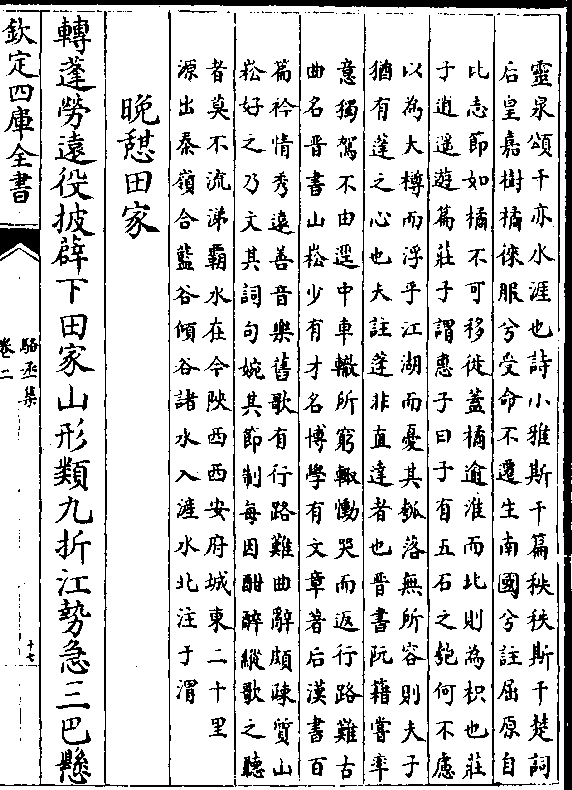 靈泉頌干亦水涯也詩小雅斯干篇秩秩斯干楚詞
后皇嘉樹橘徠服兮受命不遷生南國兮註屈原自
比志節如橘不可移徙蓋橘逾淮而北則為枳也莊
子逍遥遊篇莊子謂惠子曰子有五石之瓠何不慮
以為大樽而浮乎江湖而憂其瓠落無所容則夫子
猶有蓬之心也夫註蓬非直達者也晉書阮籍嘗率
意獨駕不由逕中車轍所窮輙慟哭而返行路難古
曲名晉書山崧少有才名博學有文章著后漢書百
篇衿情秀逺善音樂舊歌有行路難曲辭頗疎質山
崧好之乃文其詞句婉其節制每因酣醉縱歌之聽
者莫不流涕霸水在今陜西西安府城東二十里
源出秦嶺合藍谷傾谷諸水入滻水北注于渭
晚憇田家
轉蓬勞遠役披薜下田家山形類九折江勢急三巴懸
欽定四庫全書
駱丞集
卷二
十七